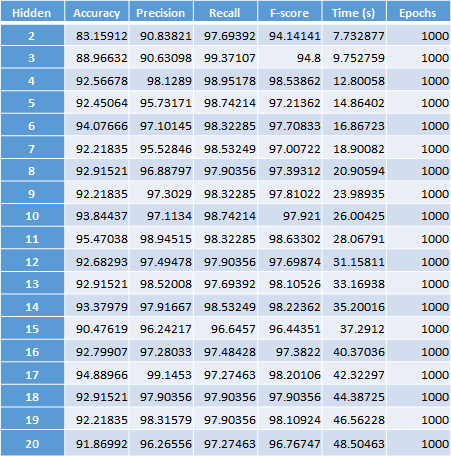 Hidden Accuracy Precision Recall F-score Time (s) Epochs
2 83.15912 90.83821 97.69392 94.14141 7.732877 1000
3 88.96632 90.63098 99.37107 94.8 9.752759 1000
4 92.56678 98.1289 98.95178 98.53862 12.80058 1000
5 92.45064 95.73171 98.74214 97.21362 14.86402 1000
6 94.07666 97.10145 98.32285 97.70833 16.86723 1000
7 92.21835 95.52846 98.53249 97.00722 18.90082 1000
8 92.91521 96.88797 97.90356 97.39312 20.90594 1000
9 92.21835 97.3029 98.32285 97.81022 23.98935 1000
10 93.84437 97.1134 98.74214 97.921 26.00425 1000
11 95.47038 98.94515 98.32285 98.63302 28.06791 1000
12 92.68293 97.49478 97.90356 97.69874 31.15811 1000
13 92.91521 98.52008 97.69392 98.10526 33.16938 1000
14 93.37979 97.91667 98.53249 98.22362 35.20016 1000
15 90.47619 96.24217 96.6457 96.44351 37.2912 1000
16 92.79907 97.28033 97.48428 97.3822 40.37036 1000
17 94.88966 99.1453 97.27463 98.20106 42.32297 1000
18 92.91521 97.90356 97.90356 97.90356 44.38725 1000
19 92.21835 98.31579 97.90356 98.10924 46.56228 1000
20 91.86992 96.26556 97.27463 96.76747 48.50463 1000